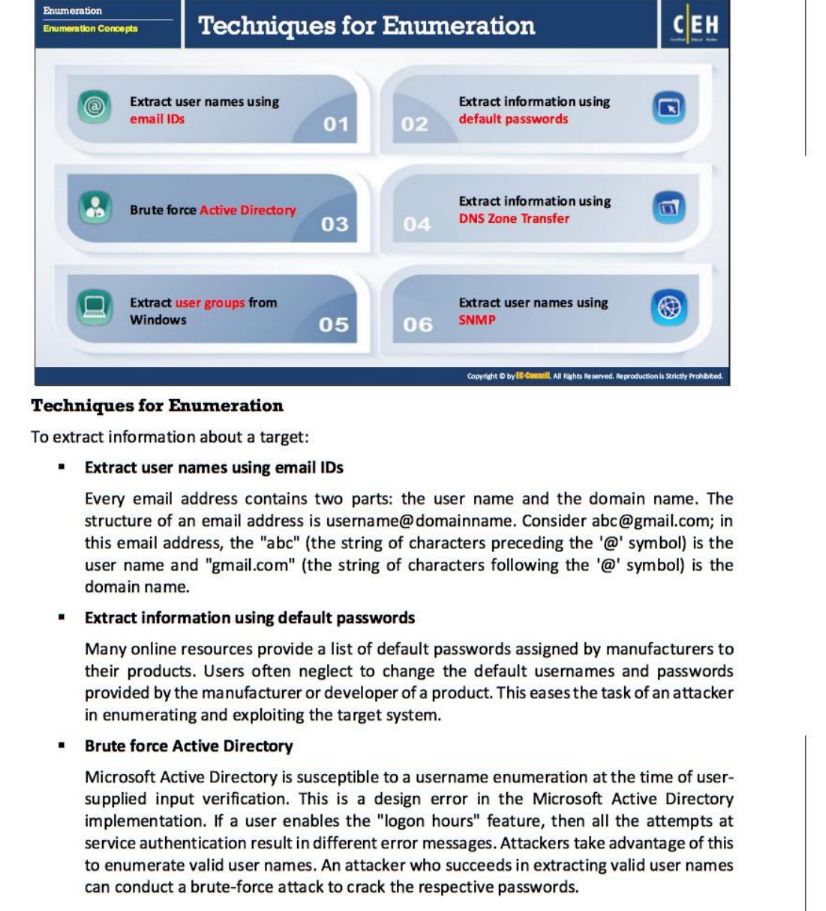 Enumeration
Enumeration Concepts
Techniques for Enumeration
C|EH
Extract user names using
email IDs
01
02
Extract information using
default passwords
Brute force Active Directory
03
04
Extract information using
DNS Zone Transfer
Extract user groups from
Windows
05
06
Extract user names using
SNMP
Copyright © by EC-Council. All Rights Reserved. Reproduction is Strictly Prohibited.
Techniques for Enumeration
To extract information about a target:
▪ Extract user names using email IDs
Every email address contains two parts: the user name and the domain name. The
structure of an email address is username@domainname. Consider abc@gmail.com; in
this email address, the "abc" (the string of characters preceding the '@' symbol) is the
user name and "gmail.com" (the string of characters following the '@' symbol) is the
domain name.
▪ Extract information using default passwords
Many online resources provide a list of default passwords assigned by manufacturers to
their products. Users often neglect to change the default usernames and passwords
provided by the manufacturer or developer of a product. This eases the task of an attacker
in enumerating and exploiting the target system.
▪ Brute force Active Directory
Microsoft Active Directory is susceptible to a username enumeration at the time of user-
supplied input verification. This is a design error in the Microsoft Active Directory
implementation. If a user enables the "logon hours" feature, then all the attempts at
service authentication result in different error messages. Attackers take advantage of this
to enumerate valid user names. An attacker who succeeds in extracting valid user names
can conduct a brute-force attack to crack the respective passwords.